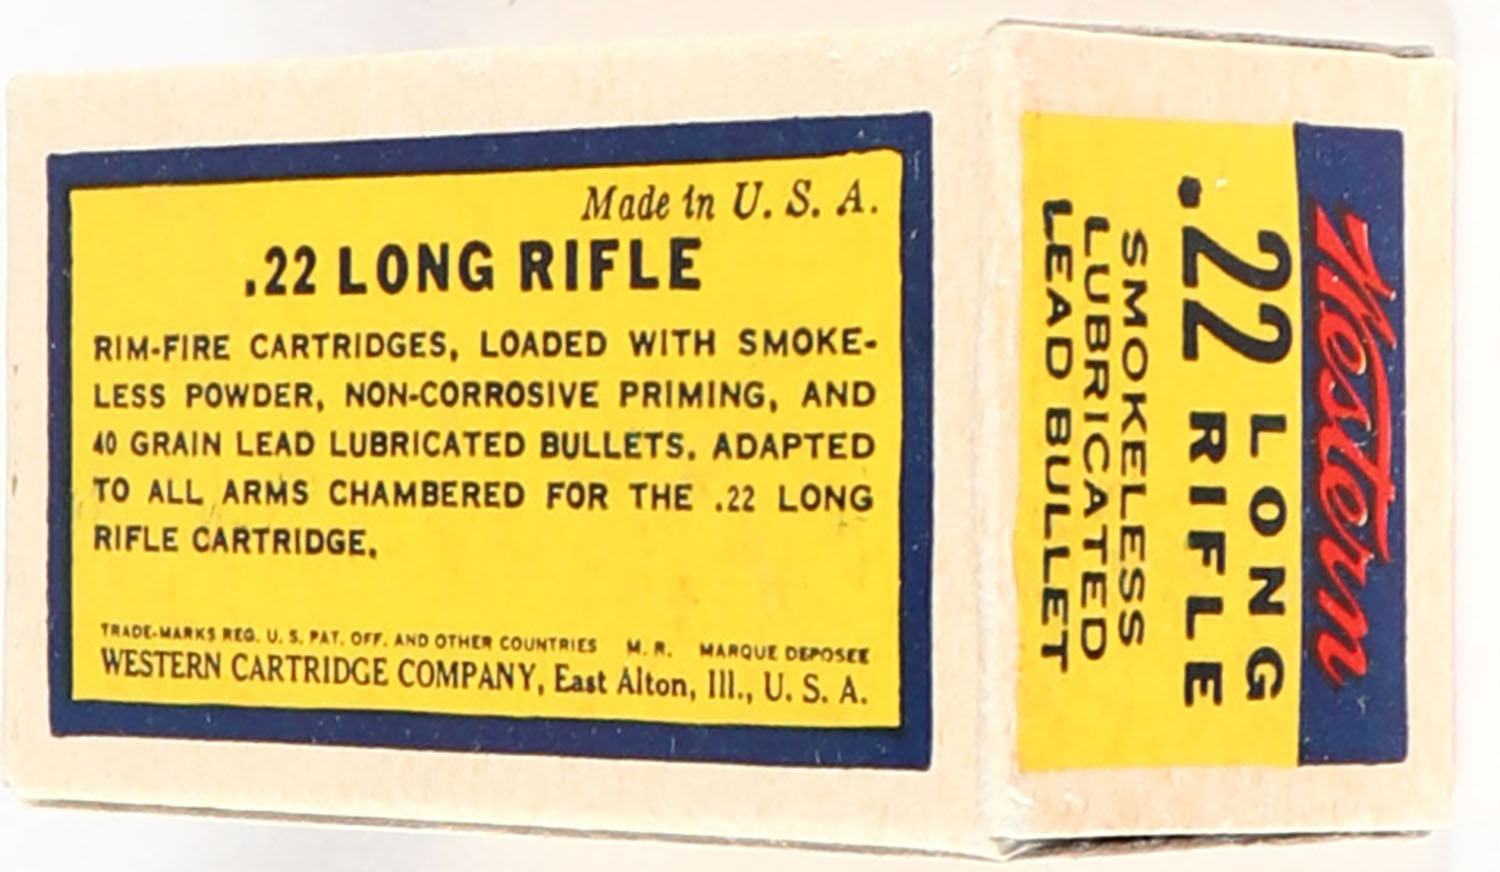 Made in U. S. A.
.22 LONG RIFLE
RIM-FIRE CARTRIDGES, LOADED WITH SMOKE-
LESS POWDER, NON-CORROSIVE PRIMING, AND
40 GRAIN LEAD LUBRICATED BULLETS. ADAPTED
TO ALL ARMS CHAMBERED FOR THE .22 LONG
RIFLE CARTRIDGE.
TRADE-MARKS REG. U. S. PAT. OFF. AND OTHER COUNTRIES M. R. MARQUE DEPOSEE
WESTERN CARTRIDGE COMPANY, East Alton, Ill., U. S. A.
Western
.22 LONG
RIFLE
SMOKELESS
LUBRICATED
LEAD BULLET